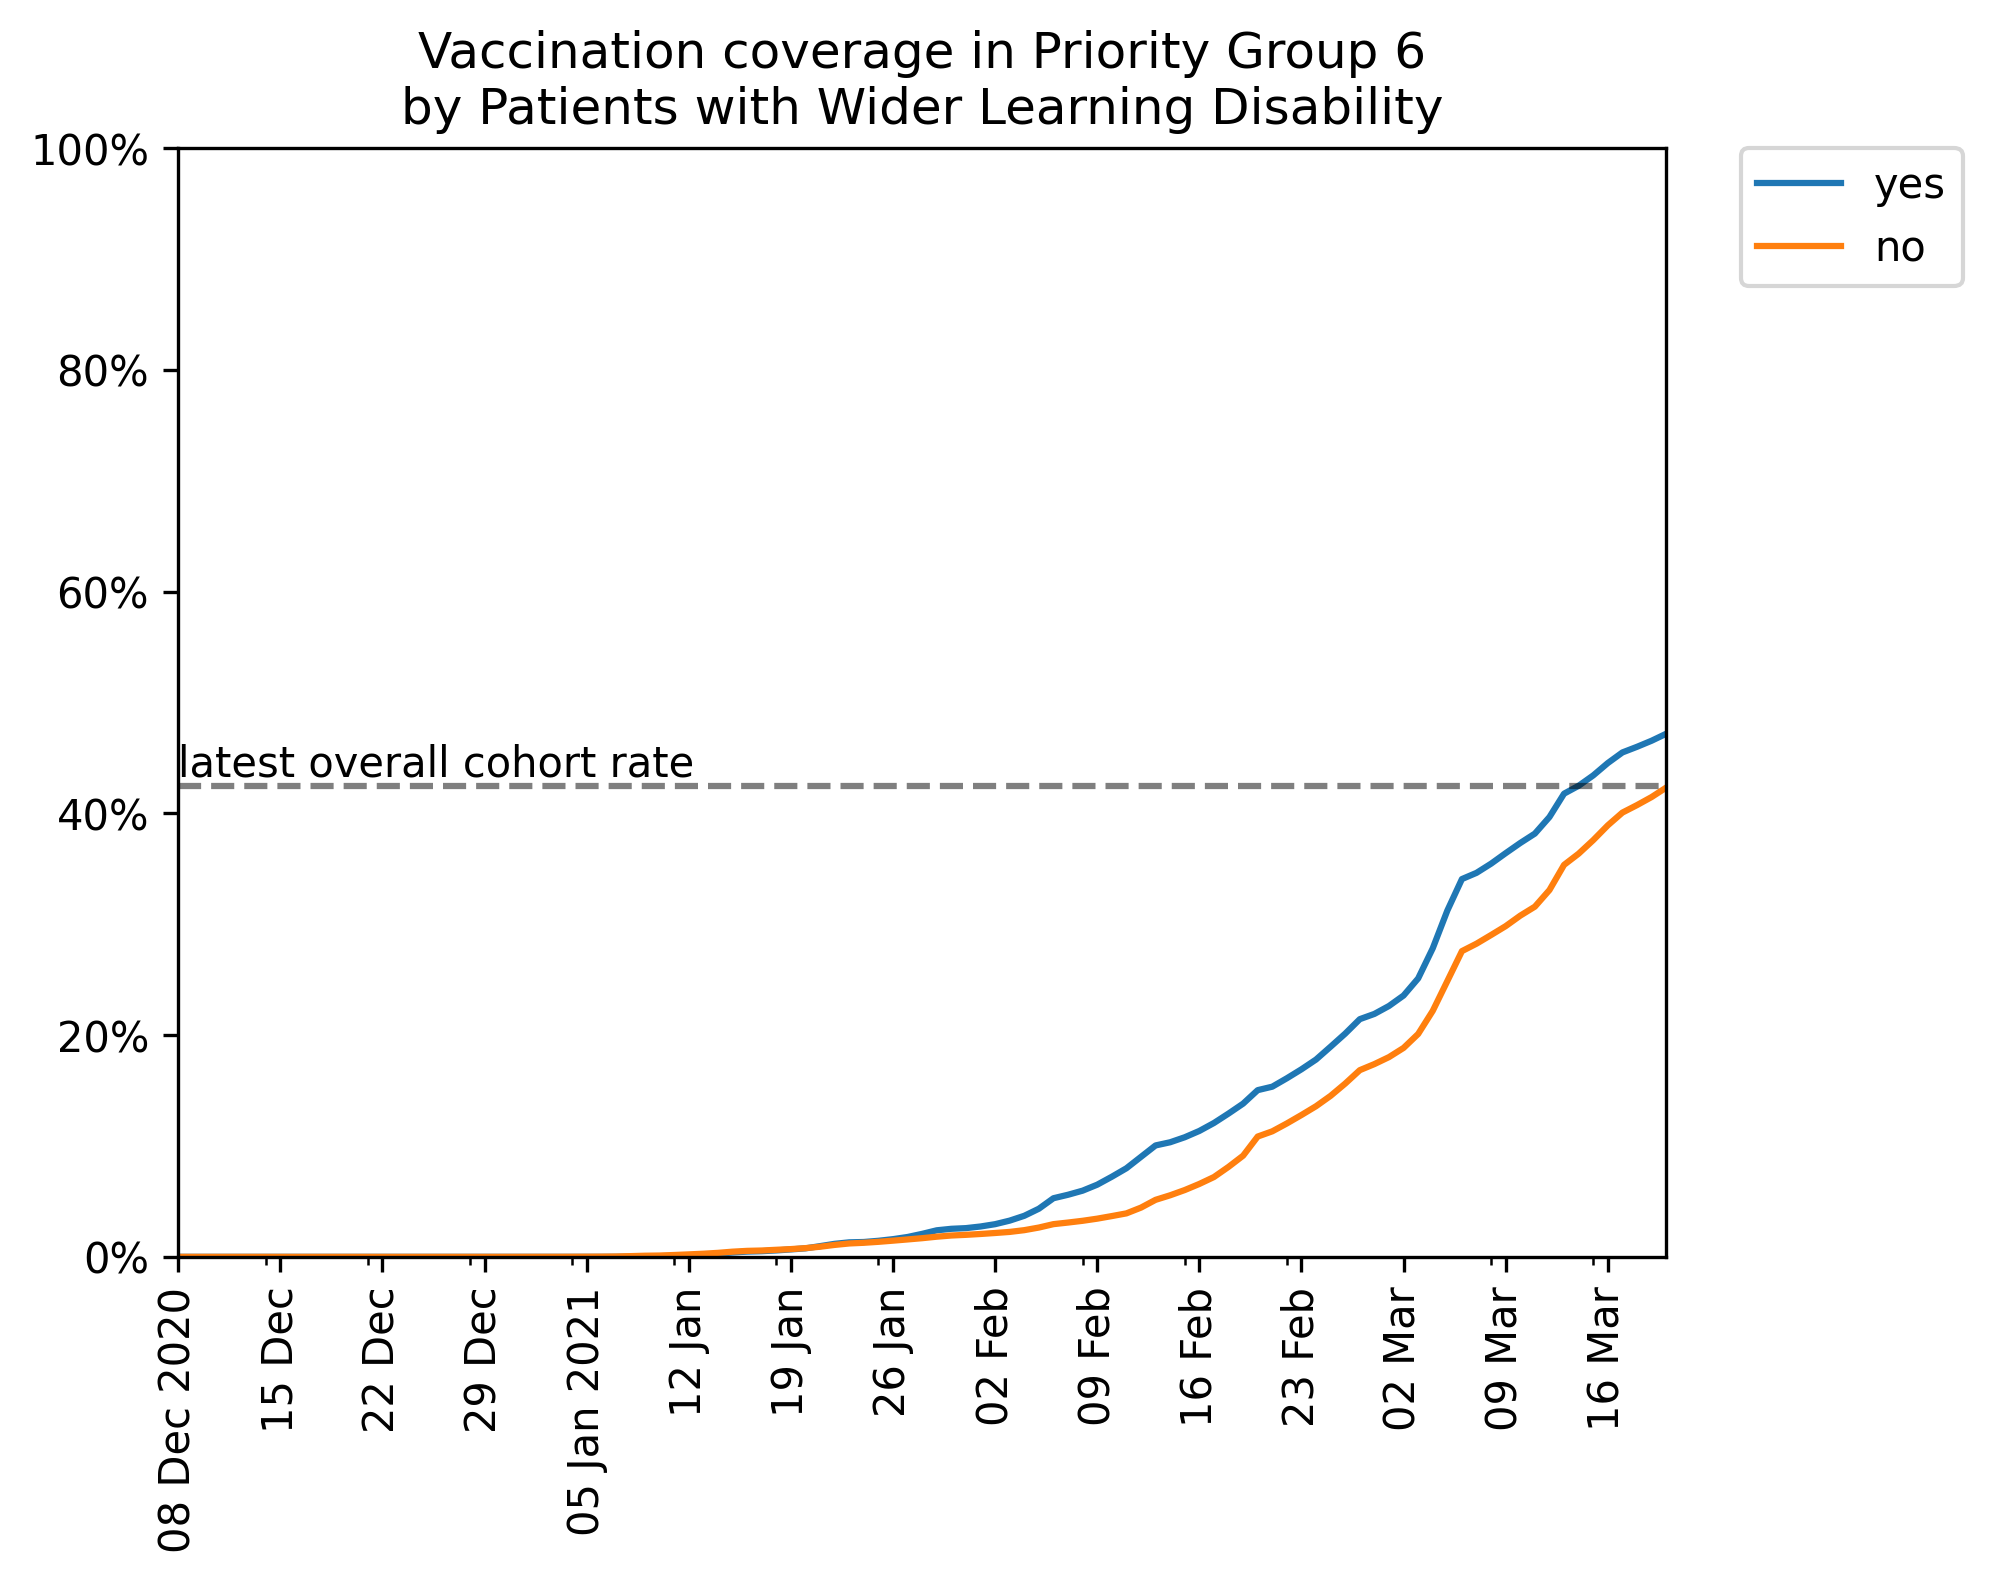 Vaccination coverage in Priority Group 6
by Patients with Wider Learning Disability
100%
80%
60%
40%
20%
0%
latest overall cohort rate
yes
no
08 Dec 2020
15 Dec
22 Dec
29 Dec
05 Jan 2021
12 Jan
19 Jan
26 Jan
02 Feb
09 Feb
16 Feb
23 Feb
02 Mar
09 Mar
16 Mar